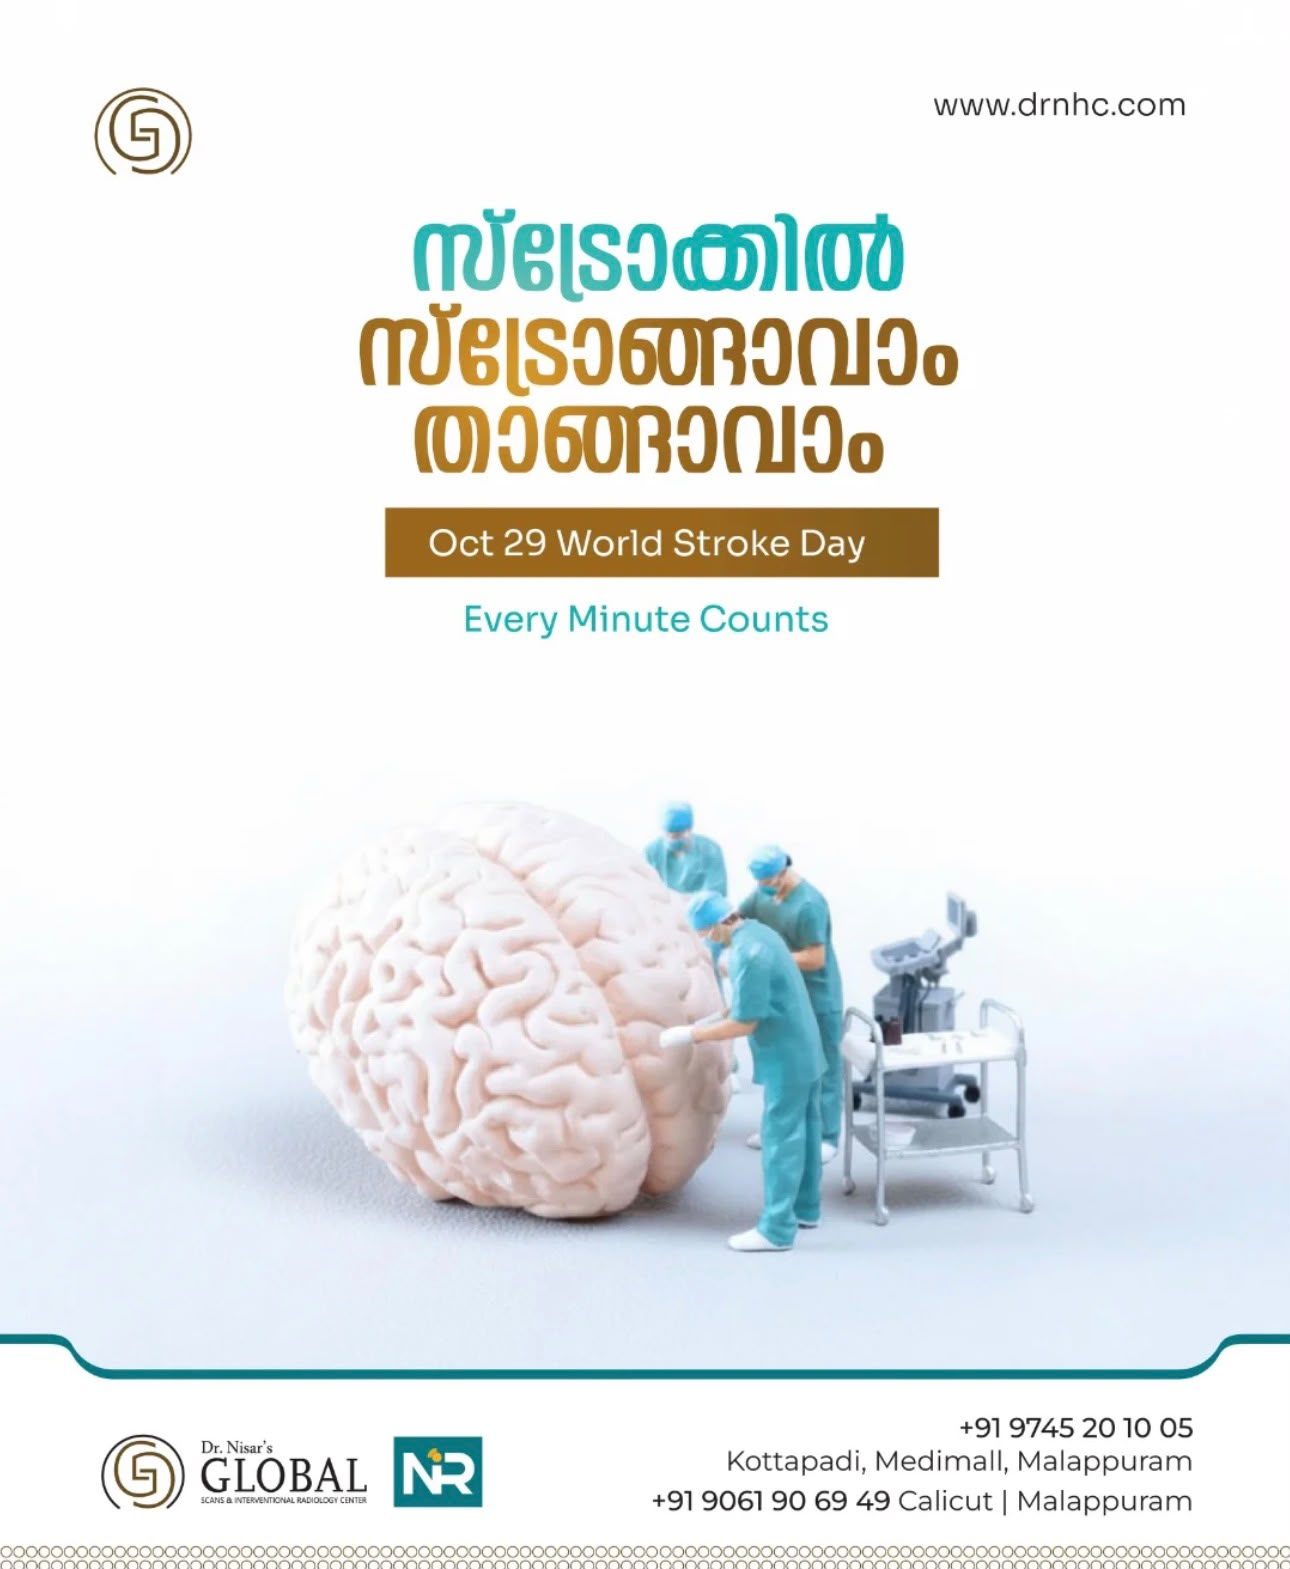 www.drnhc.com
സ്ട്രോക്കിൽ
സ്ട്രോങ്ങാവാം
താങ്ങാവാം
Oct 29 World Stroke Day
Every Minute Counts
+91 9745 20 10 05
Kottapadi, Medimall, Malappuram
+91 9061 90 69 49 Calicut | Malappuram
Dr. Nisar's
GLOBAL
SCANS & INTERVENTIONAL RADIOLOGY CENTER
NiR